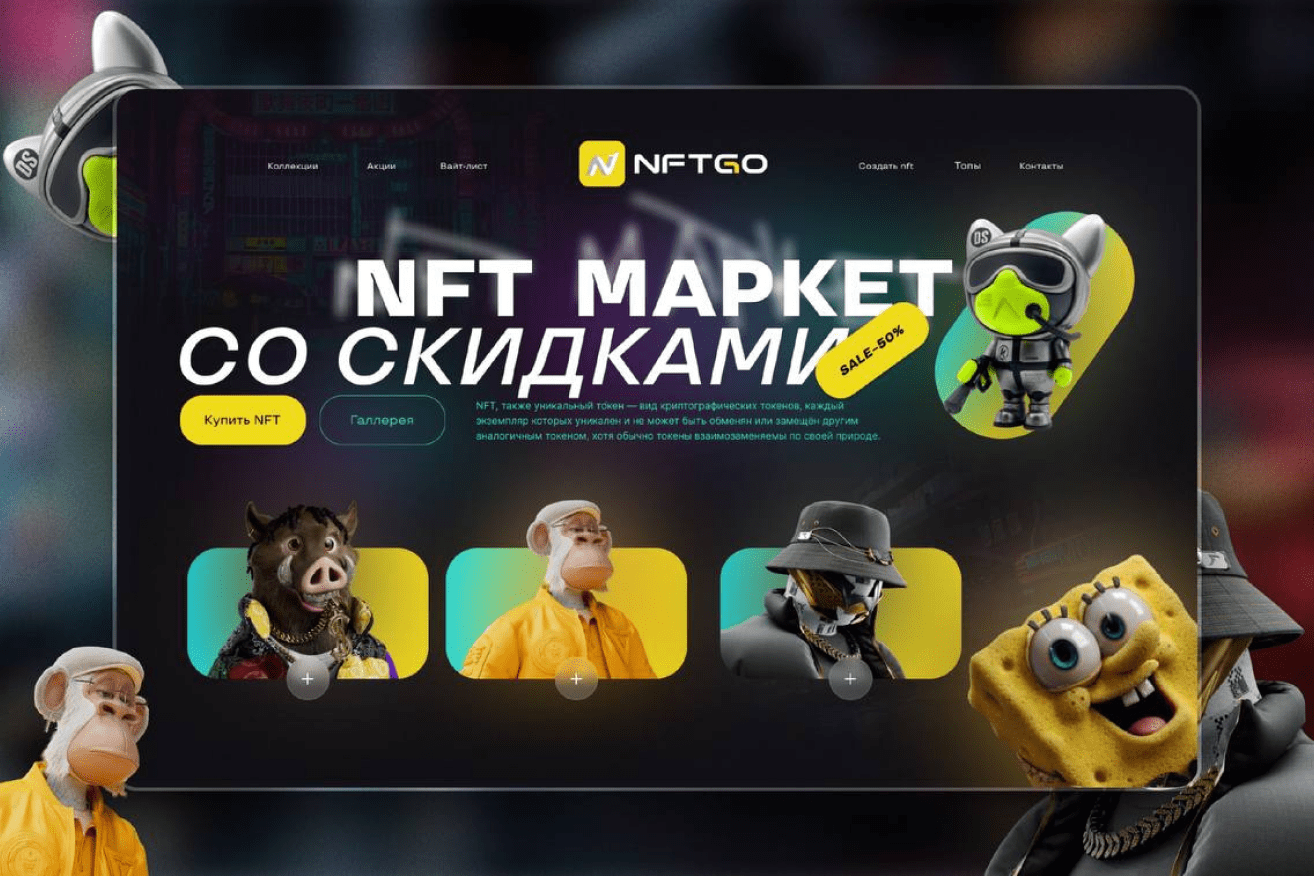 Коллекции
Акции
Вайт-лист
NFTGO
Создать nft
Топы
Контакты
NFT МАРКЕТ
СО СКИДКАМИ
SALE-50%
Купить NFT
Галлерея
NFT, также уникальный токен — вид криптографических токенов, каждый
экземпляр которых уникален и не может быть обменян или замещён другим
аналогичным токеном, хотя обычно токены взаимозаменяемы по своей природе.
DS
DS
+
+
+